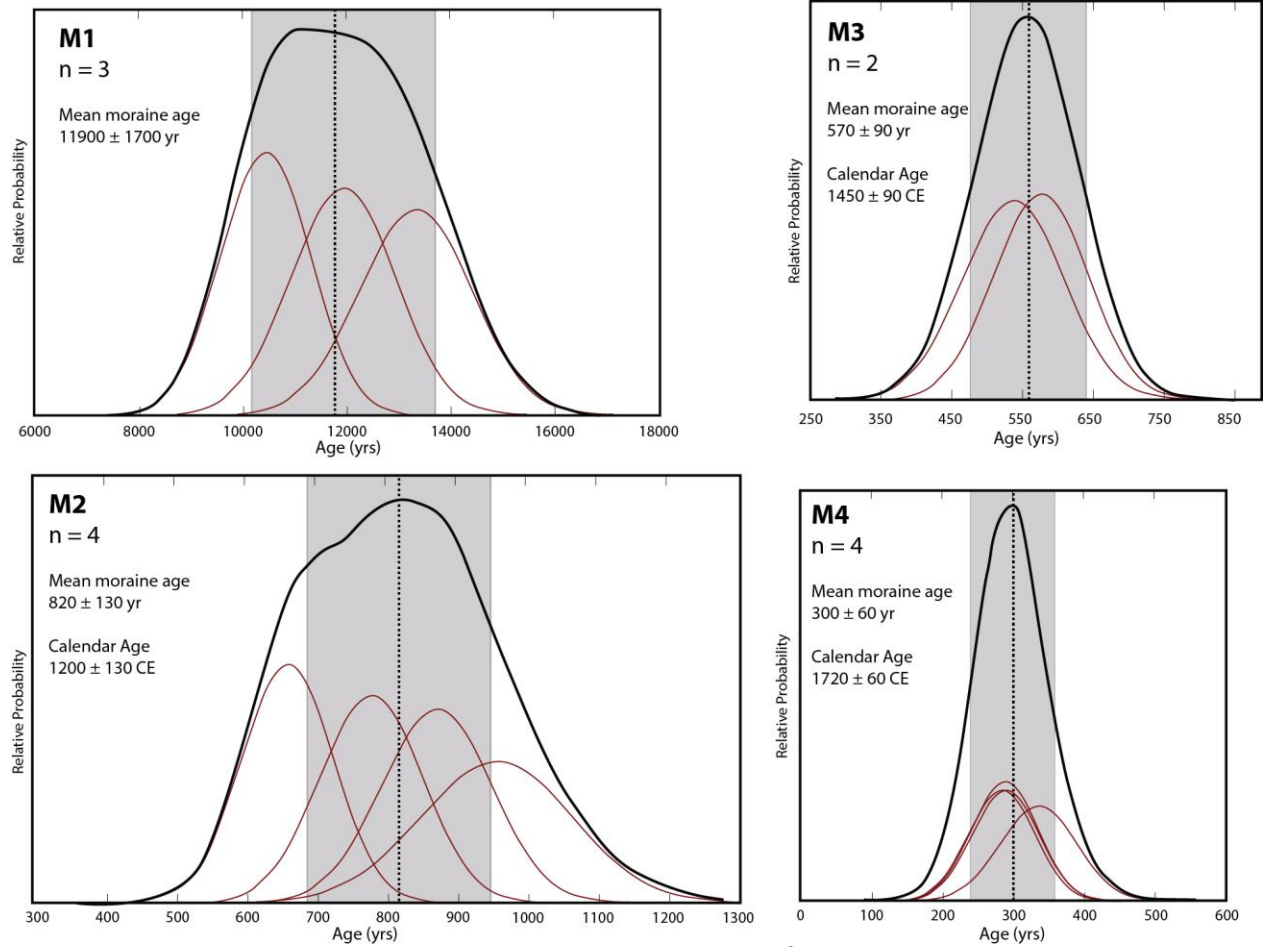 M1
n = 3
Mean moraine age
11900 ± 1700 yr
Relative Probability
6000 8000 10000 12000 14000 16000 18000
Age (yrs)
M3
n = 2
Mean moraine age
570 ± 90 yr
Calendar Age
1450 ± 90 CE
Relative Probability
250 350 450 550 650 750 850
Age (yrs)
M2
n = 4
Mean moraine age
820 ± 130 yr
Calendar Age
1200 ± 130 CE
Relative Probability
300 400 500 600 700 800 900 1000 1100 1200 1300
Age (yrs)
M4
n = 4
Mean moraine age
300 ± 60 yr
Calendar Age
1720 ± 60 CE
Relative Probability
0 100 200 300 400 500 600
Age (yrs)